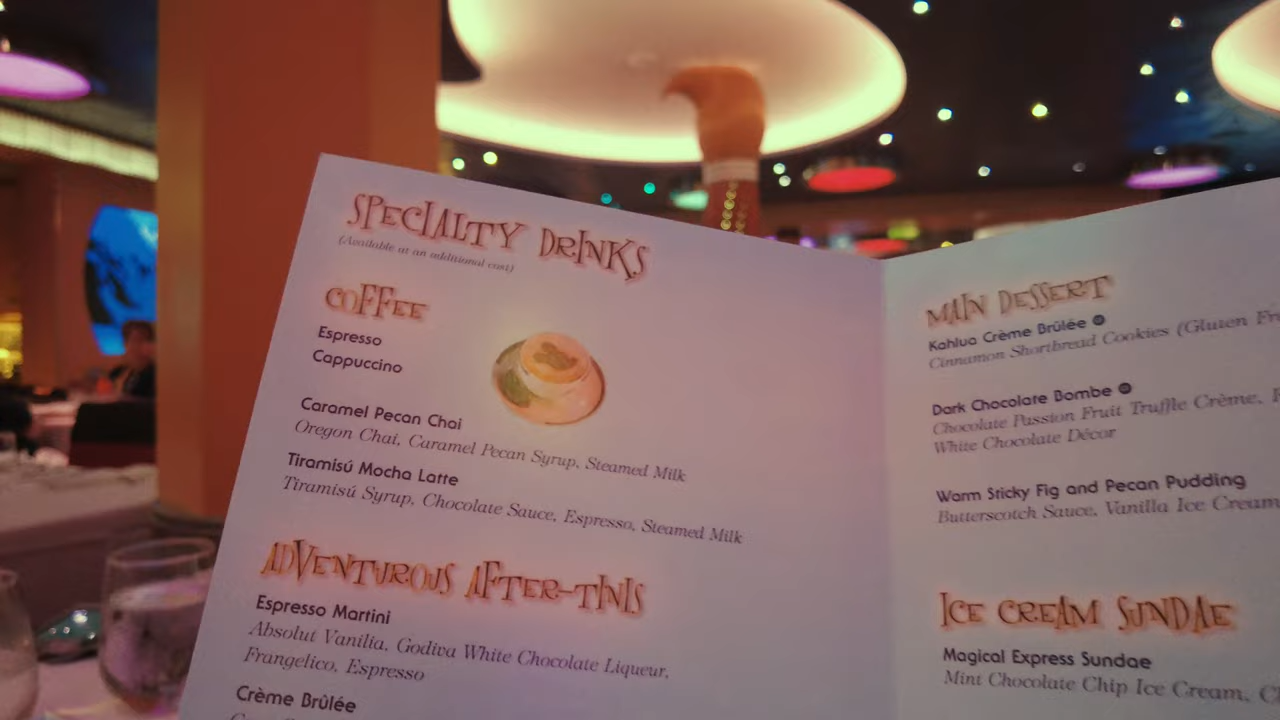 SPECIALTY DRINKS
(Available at an additional cost)
COFFEE
Espresso
Cappuccino
Caramel Pecan Chai
Oregon Chai, Caramel Pecan Syrup, Steamed Milk
Tiramisú Mocha Latte
Tiramisú Syrup, Chocolate Sauce, Espresso, Steamed Milk
ADVENTUROUS AFTER-TINIS
Espresso Martini
Absolut Vanilia, Godiva White Chocolate Liqueur,
Frangelico, Espresso
Crème Brûlée
MAIN DESSERT
Kahlua Crème Brûlée
Cinnamon Shortbread Cookies (Gluten
Dark Chocolate Bombe
Chocolate Passion Fruit Truffle Crème,
White Chocolate Décor
Warm Sticky Fig and Pecan Pudding
Butterscotch Sauce, Vanilla Ice Cream
ICE CREAM SUNDAE
Magical Express Sundae
Mint Chocolate Chip Ice Cream,